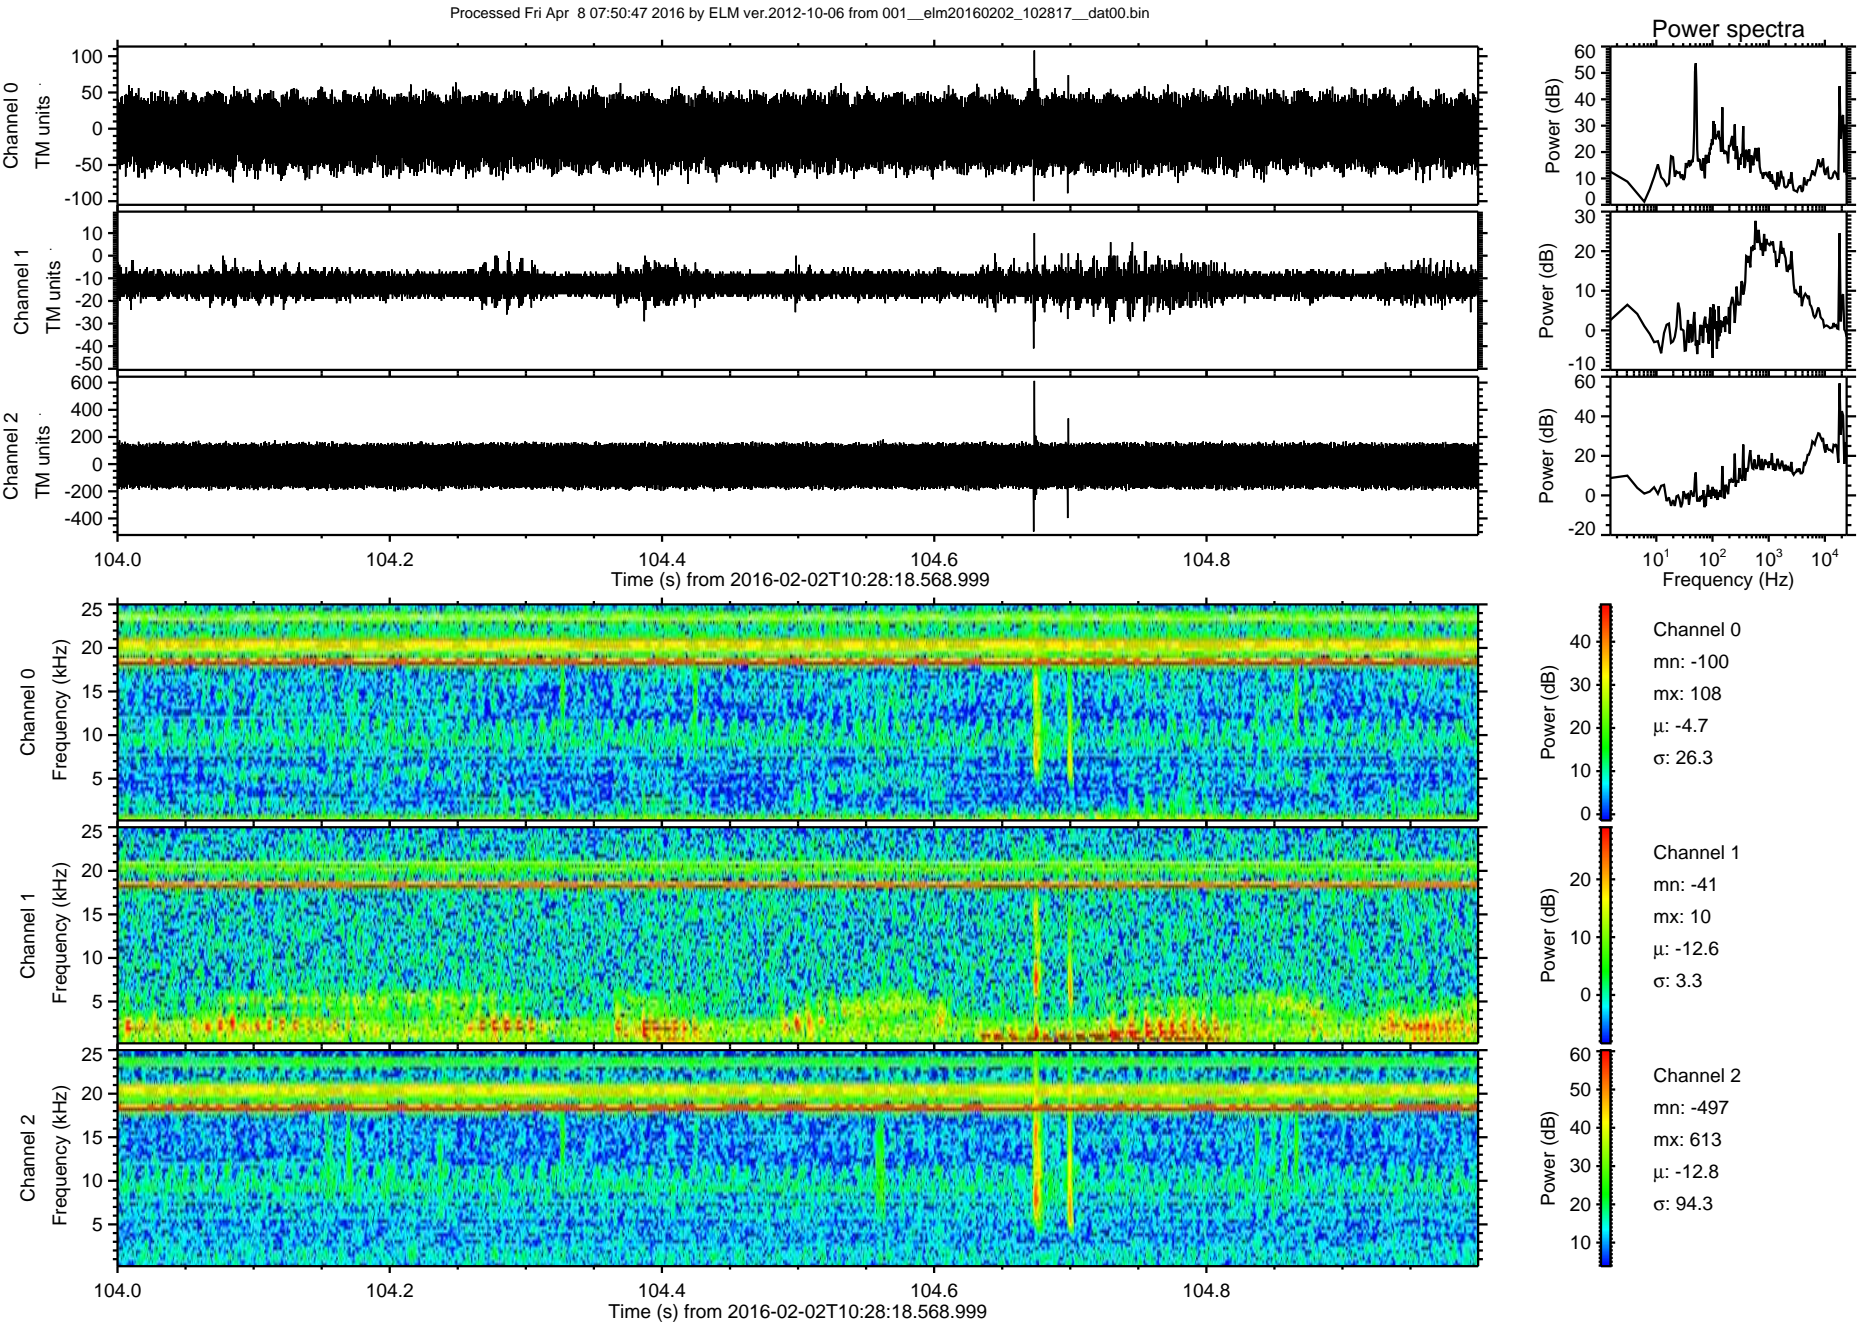 Processed Fri Apr  8 07:50:47 2016 by ELM ver.2012-10-06 from 001__elm20160202_102817__dat00.bin
Power spectra
Channel 0
TM units
100
50
0
-50
-100
Power (dB)
60
50
40
30
20
10
0
Channel 1
TM units
10
0
-10
-20
-30
-40
-50
Power (dB)
30
20
10
0
-10
Channel 2
TM units
600
400
200
0
-200
-400
Power (dB)
60
40
20
0
-20
104.0 104.2 104.4 104.6 104.8
Time (s) from 2016-02-02T10:28:18.568.999
10¹ 10² 10³ 10⁴
Frequency (Hz)
Channel 0
Frequency (kHz)
25
20
15
10
5
Power (dB)
40
30
20
10
0
Channel 0
mn: -100
mx: 108
μ: -4.7
σ: 26.3
Channel 1
Frequency (kHz)
25
20
15
10
5
Power (dB)
20
10
0
Channel 1
mn: -41
mx: 10
μ: -12.6
σ: 3.3
Channel 2
Frequency (kHz)
25
20
15
10
5
Power (dB)
60
50
40
30
20
10
Channel 2
mn: -497
mx: 613
μ: -12.8
σ: 94.3
104.0 104.2 104.4 104.6 104.8
Time (s) from 2016-02-02T10:28:18.568.999